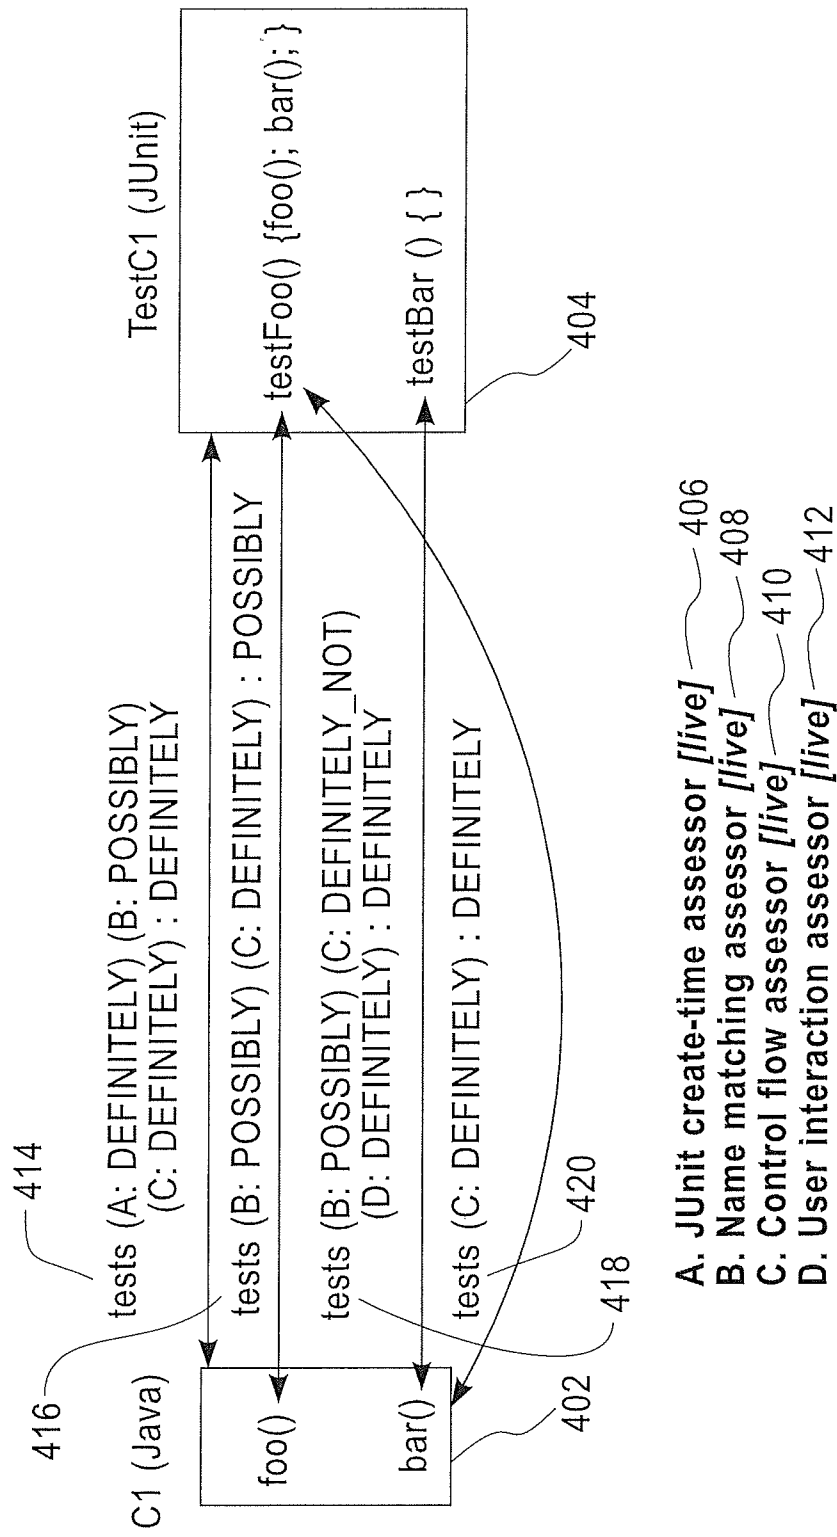 C1 (Java)
foo()
bar()
402
TestC1 (JUnit)
testFoo() {foo(); bar(); }
testBar () { }
404
414
tests (A: DEFINITELY) (B: POSSIBLY)
(C: DEFINITELY) : DEFINITELY
416
tests (B: POSSIBLY) (C: DEFINITELY) : POSSIBLY
tests (B: POSSIBLY) (C: DEFINITELY_NOT)
(D: DEFINITELY) : DEFINITELY
418
tests (C: DEFINITELY) : DEFINITELY
420
A. JUnit create-time assessor [live] 406
B. Name matching assessor [live] 408
C. Control flow assessor [live] 410
D. User interaction assessor [live] 412